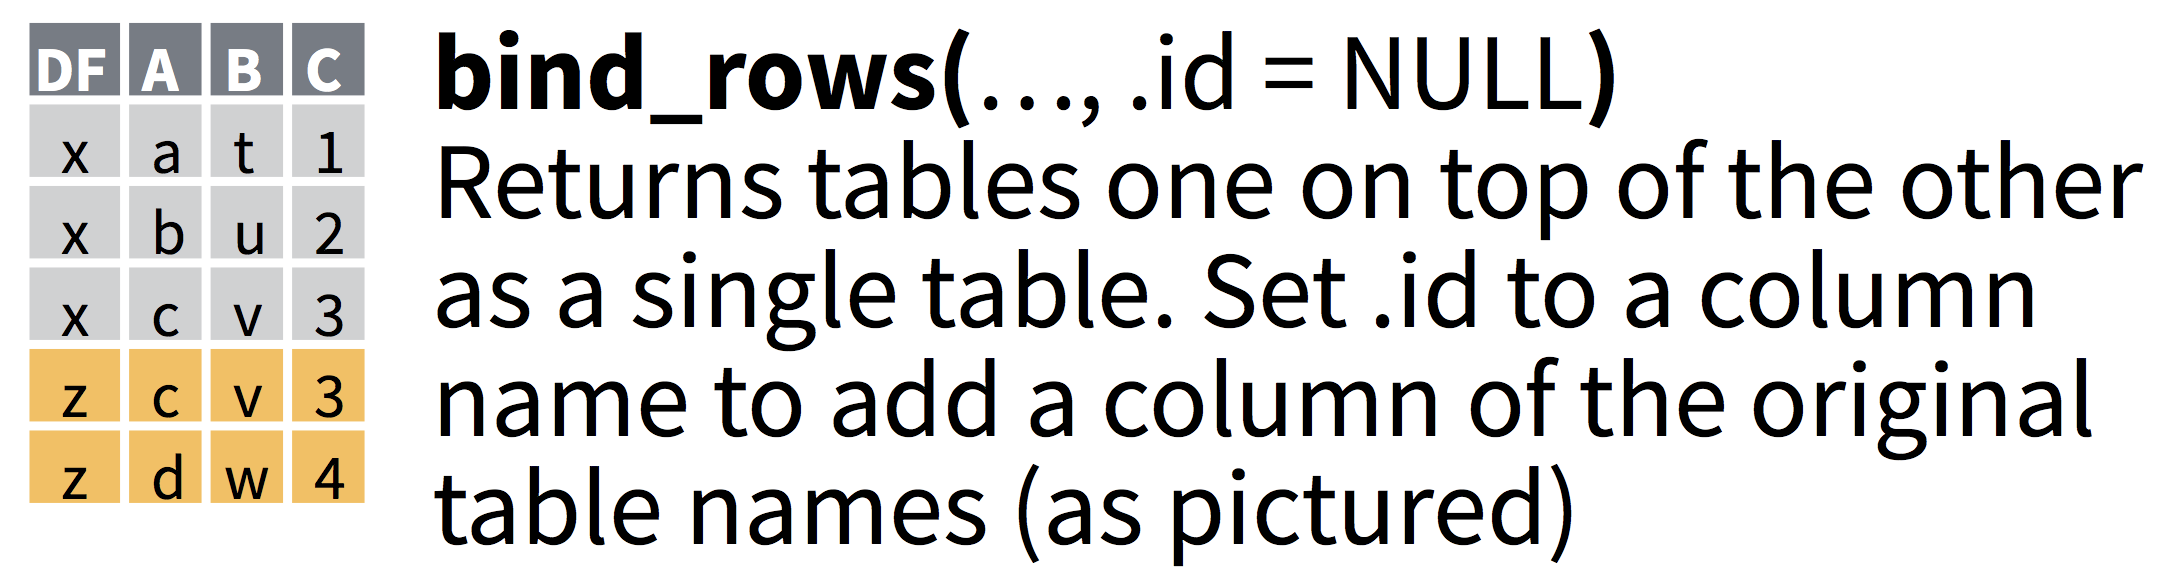 DF A B C
x a t 1
x b u 2
x c v 3
z c v 3
z d w 4
bind_rows(…, .id = NULL)
Returns tables one on top of the other
as a single table. Set .id to a column
name to add a column of the original
table names (as pictured)